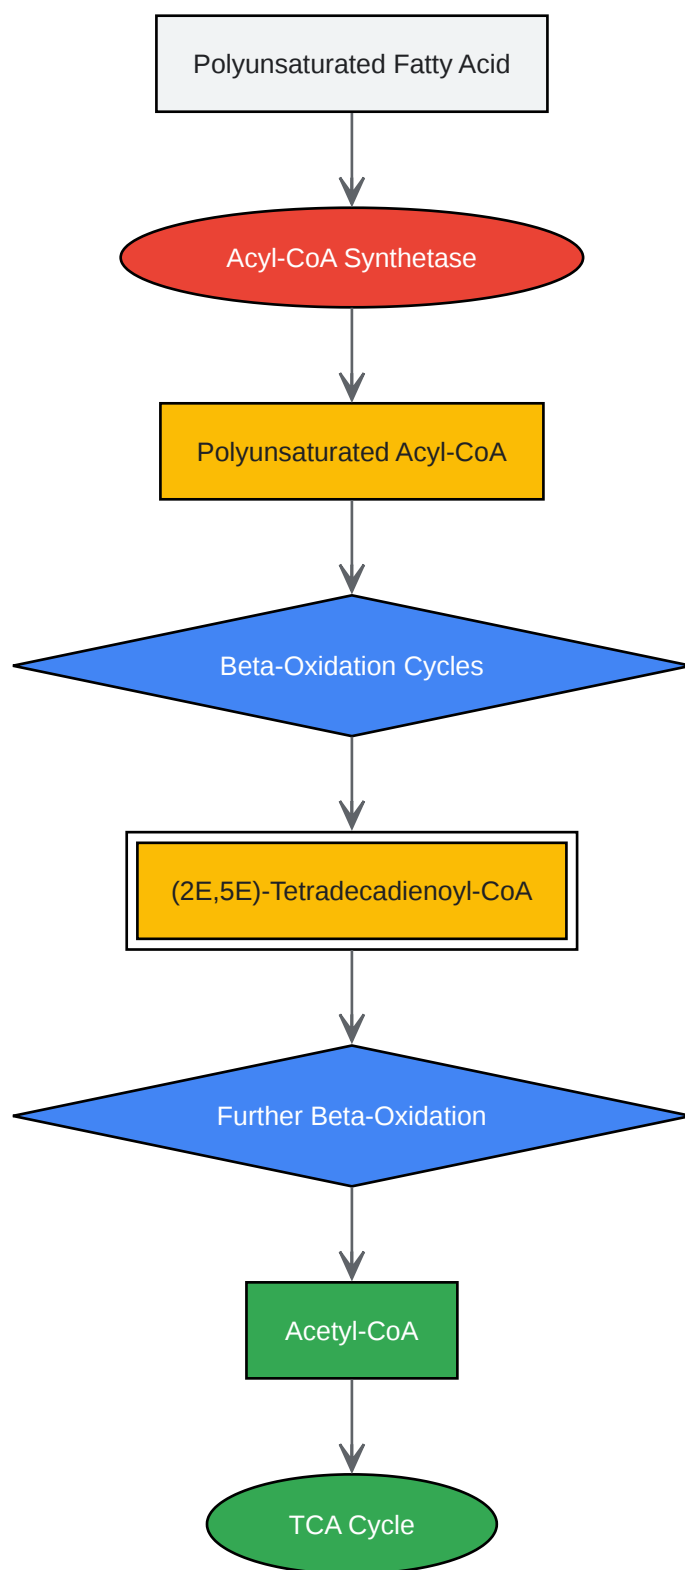 Polyunsaturated Fatty Acid
Acyl-CoA Synthetase
Polyunsaturated Acyl-CoA
Beta-Oxidation Cycles
(2E,5E)-Tetradecadienoyl-CoA
Further Beta-Oxidation
Acetyl-CoA
TCA Cycle